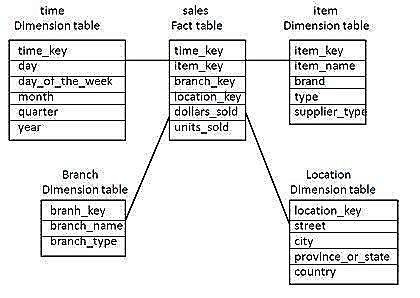 time
Dimension table
time_key
day
day_of_the_week
month
quarter
year
sales
Fact table
time_key
item_key
branch_key
location_key
dollars_sold
units_sold
item
Dimension table
item_key
item_name
brand
type
supplier_type
Branch
Dimension table
branh_key
branch_name
branch_type
Location
Dimension table
location_key
street
city
province_or_state
country